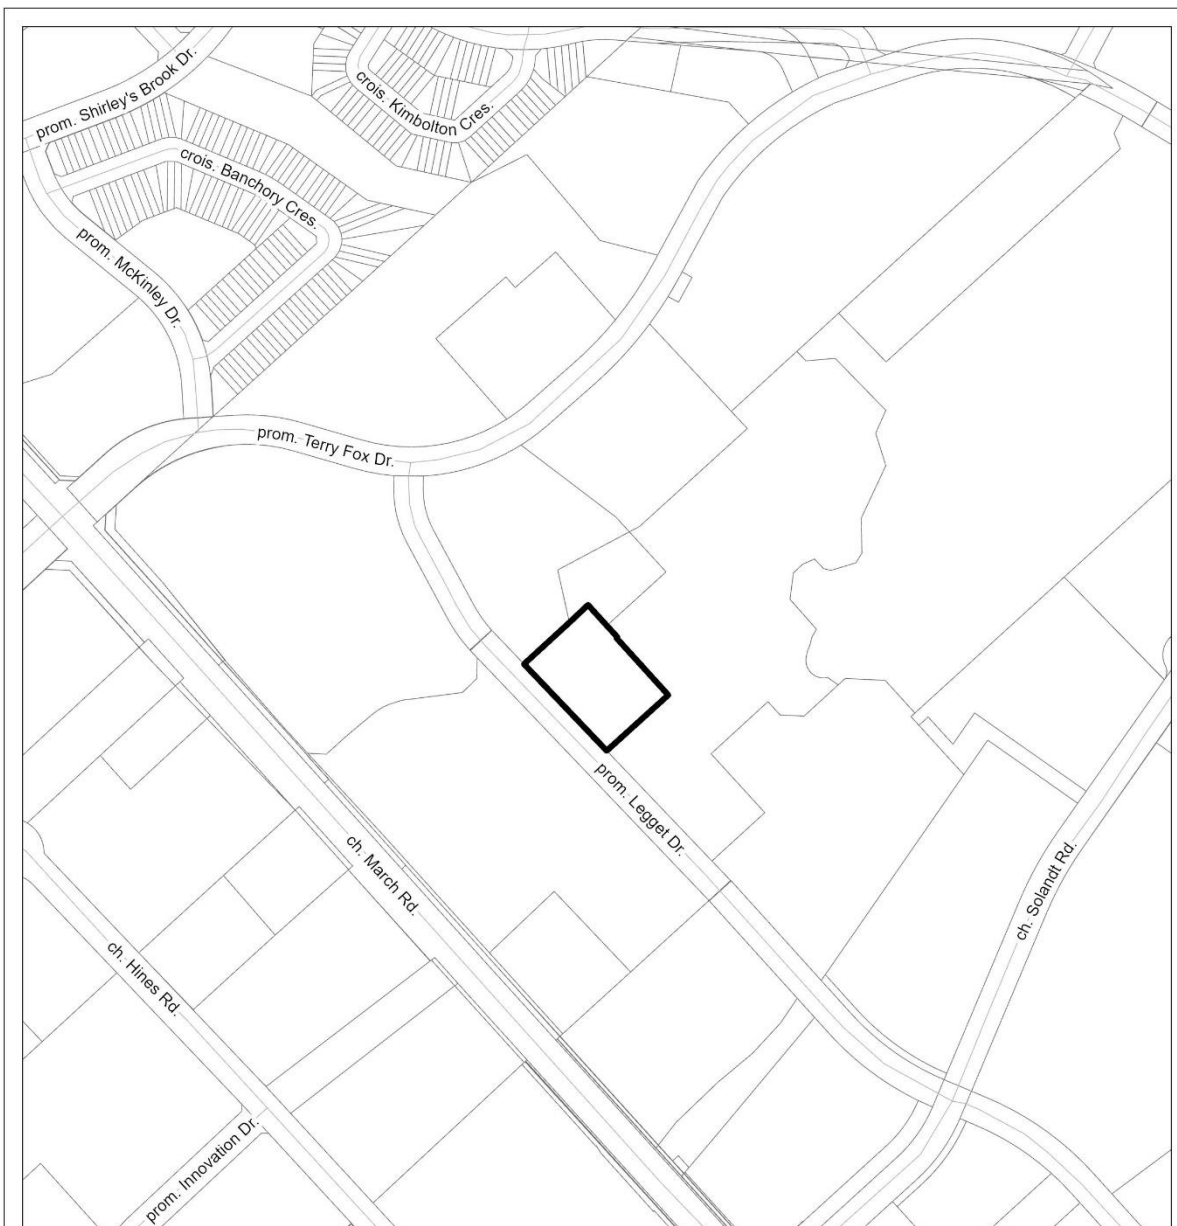 prom. Shirley's Brook Dr.
crois. Kimbolton Cres.
crois. Banchory Cres.
prom. McKinley Dr.
prom. Terry Fox Dr.
prom. Legget Dr.
ch. March Rd.
ch. Solandt Rd.
ch. Hines Rd.
prom. Innovation Dr.